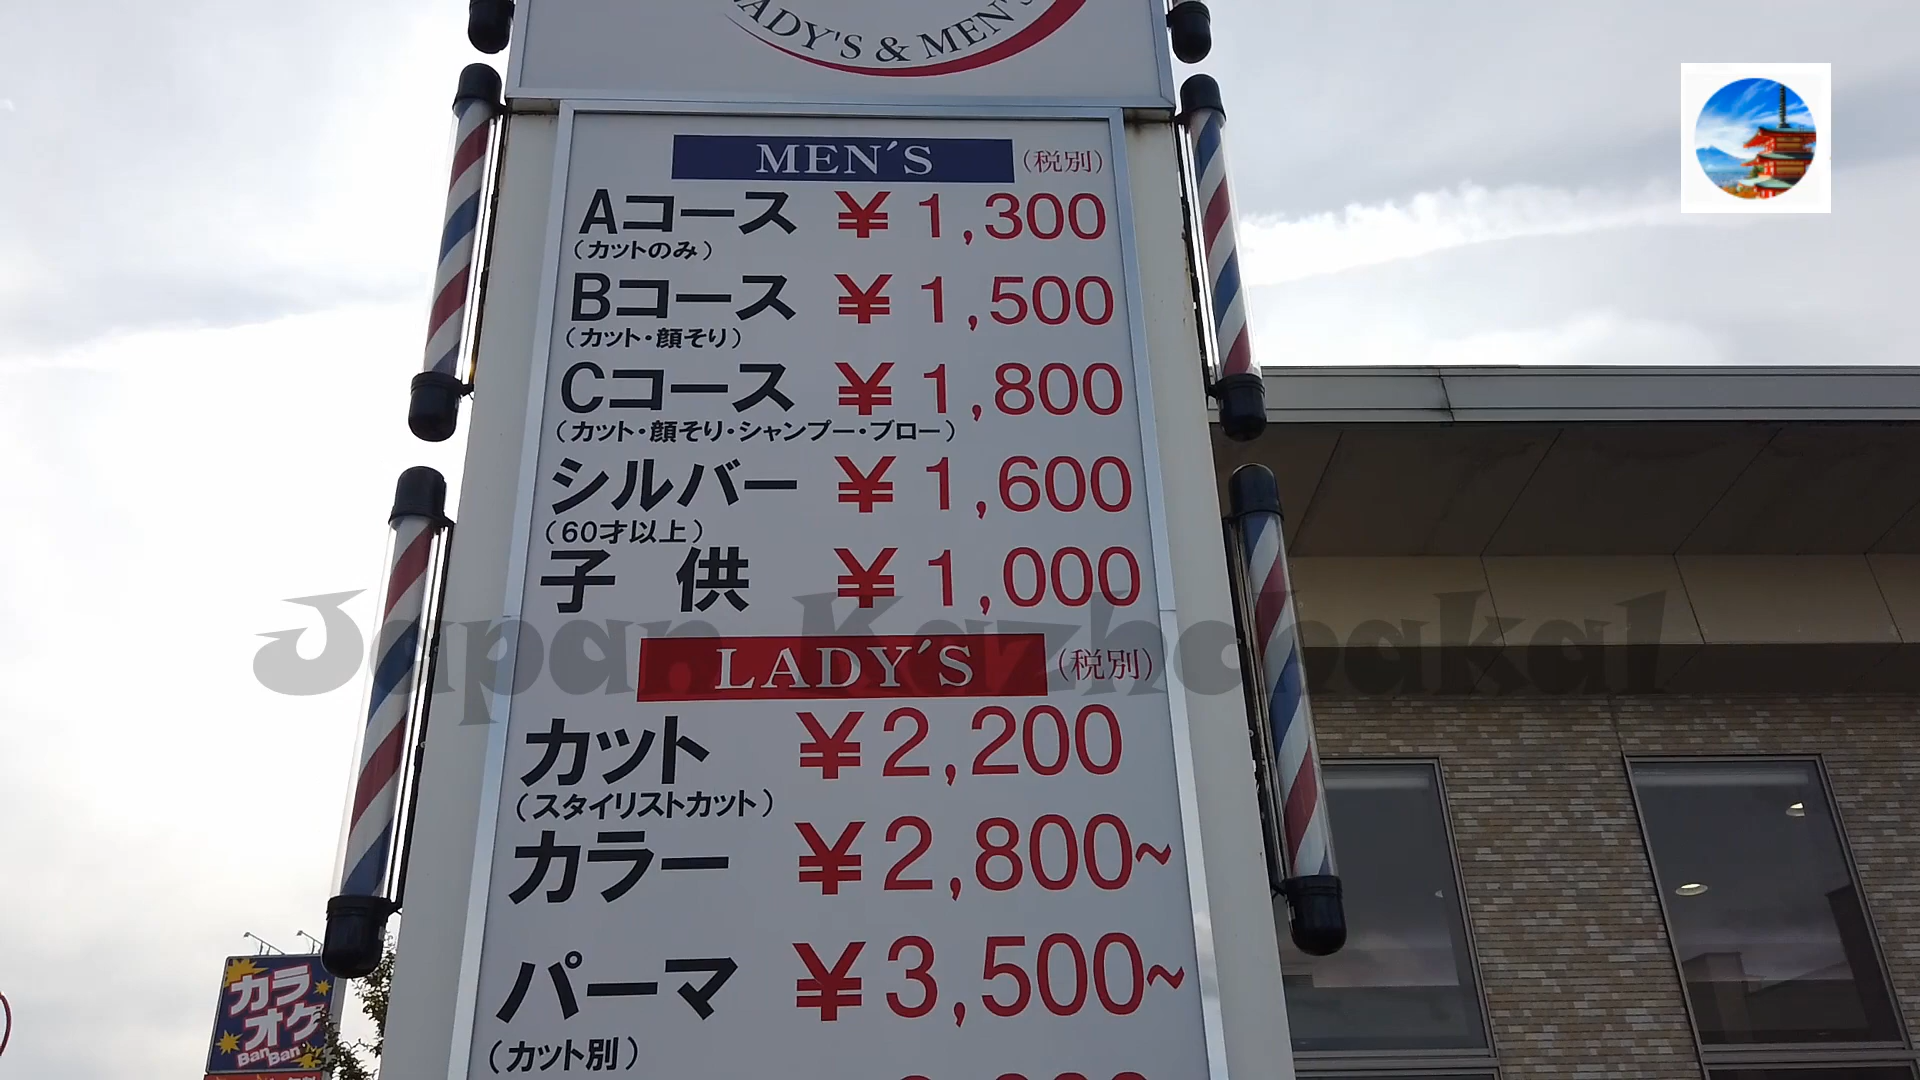 LADY'S & MEN'S
MEN'S (税別)
Aコース ¥1,300
(カットのみ)
Bコース ¥1,500
(カット・顔そり)
Cコース ¥1,800
(カット・顔そり・シャンプー・ブロー)
シルバー ¥1,600
(60才以上)
子供 ¥1,000
Japan Kazhchakal
LADY'S (税別)
カット ¥2,200
(スタイリストカット)
カラー ¥2,800~
パーマ ¥3,500~
(カット別)
カラ
オケ
BanBan